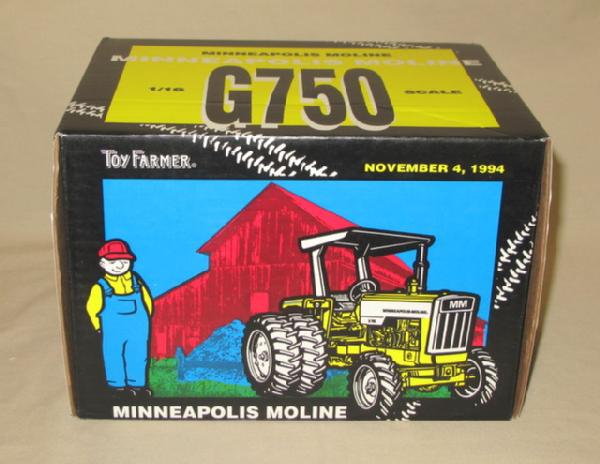 MINNEAPOLIS MOLINE
MINNEAPOLIS MOLINE
1/16 G750 SCALE
TOY FARMER®
NOVEMBER 4, 1994
MM
MINNEAPOLIS-MOLINE
MINNEAPOLIS MOLINE